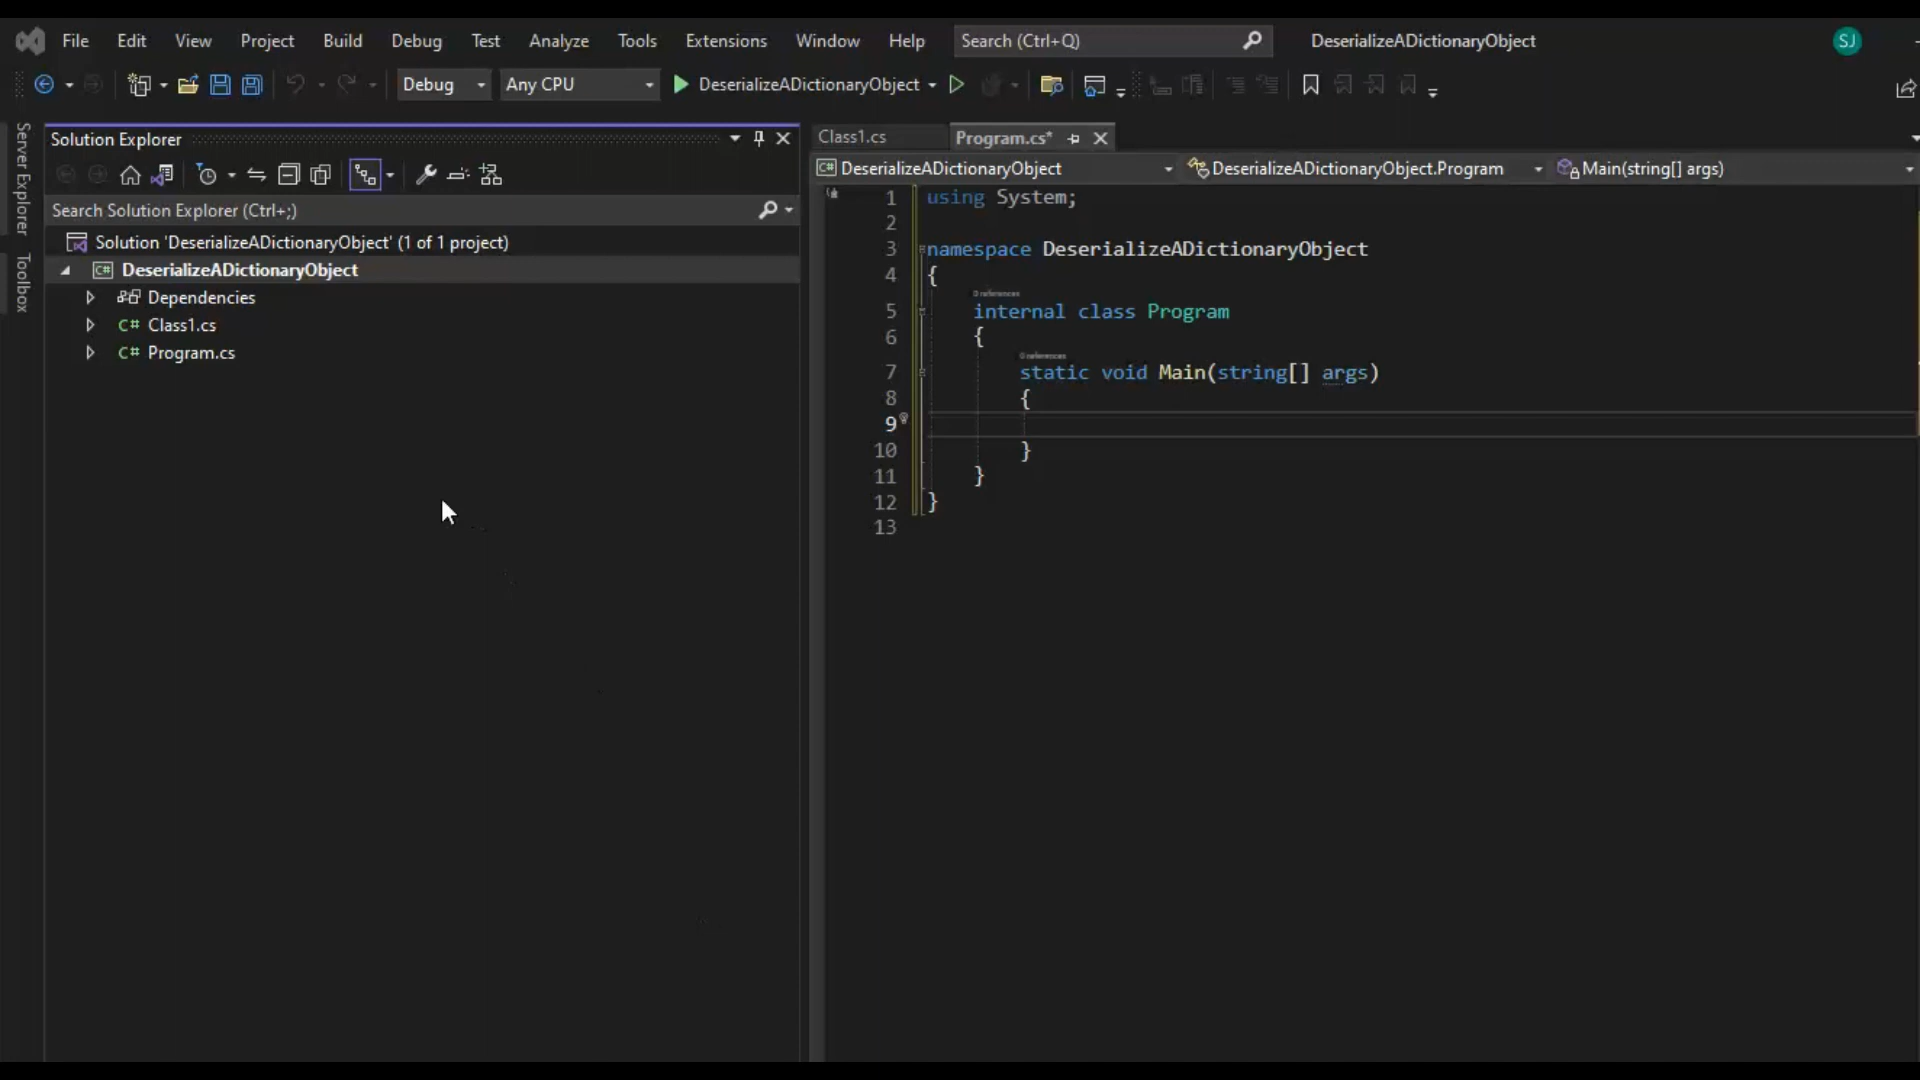 File Edit View Project Build Debug Test Analyze Tools Extensions Window Help Search (Ctrl+Q) DeserializeADictionaryObject SJ
Debug Any CPU DeserializeADictionaryObject
Server Explorer
Toolbox
Solution Explorer
Search Solution Explorer (Ctrl+;)
Solution 'DeserializeADictionaryObject' (1 of 1 project)
C# DeserializeADictionaryObject
Dependencies
C# Class1.cs
C# Program.cs
Class1.cs Program.cs*
C# DeserializeADictionaryObject DeserializeADictionaryObject.Program Main(string[] args)
1 using System;
2
3 namespace DeserializeADictionaryObject
4 {
0 references
5 internal class Program
6 {
0 references
7 static void Main(string[] args)
8 {
9
10 }
11 }
12 }
13